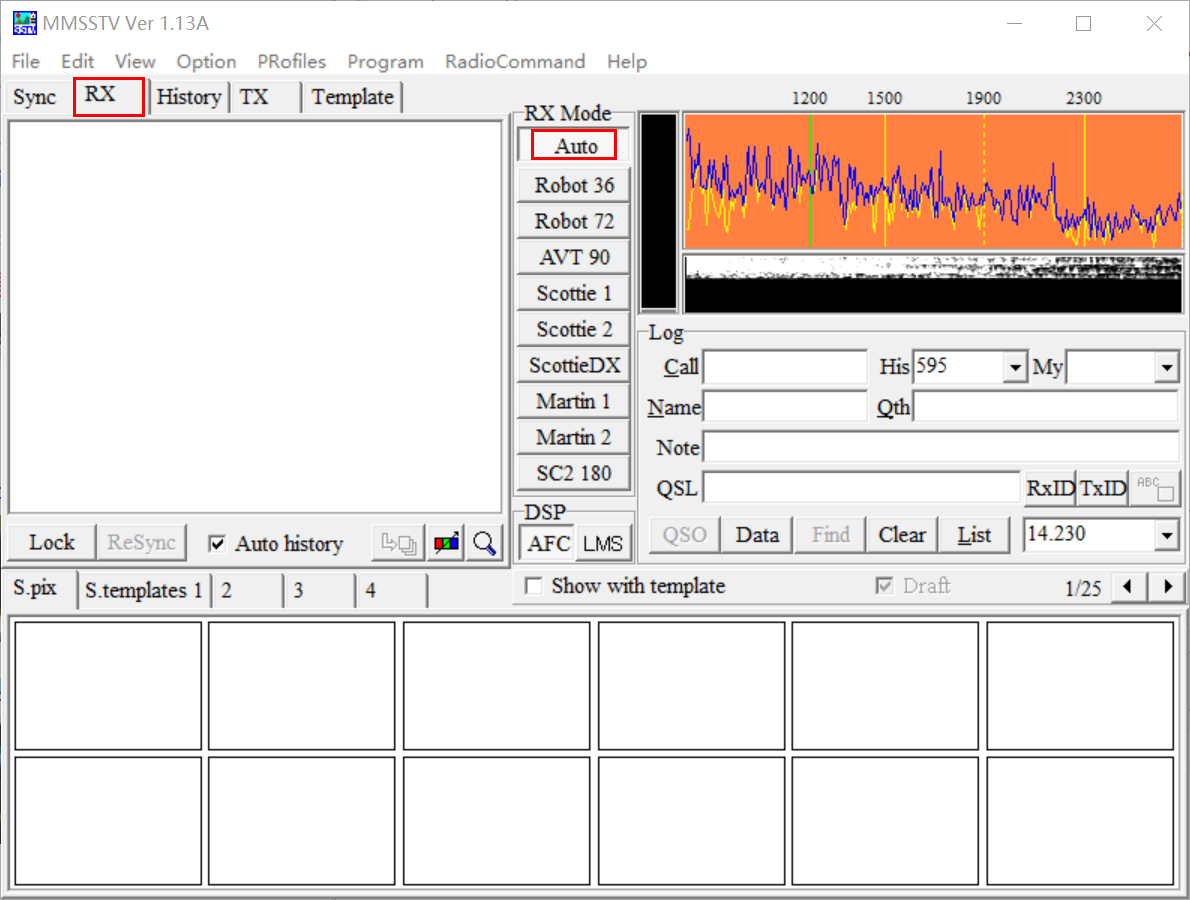 MMSSTV Ver 1.13A
File Edit View Option PRofiles Program RadioCommand Help
Sync RX History TX Template
RX Mode
Auto
Robot 36
Robot 72
AVT 90
Scottie 1
Scottie 2
ScottieDX
Martin 1
Martin 2
SC2 180
DSP
AFC LMS
1200 1500 1900 2300
Log
Call His 595 My
Name Qth
Note
QSL RxID TxID ABC
QSO Data Find Clear List 14.230
Lock ReSync Auto history
S.pix S.templates 1 2 3 4
Show with template Draft 1/25